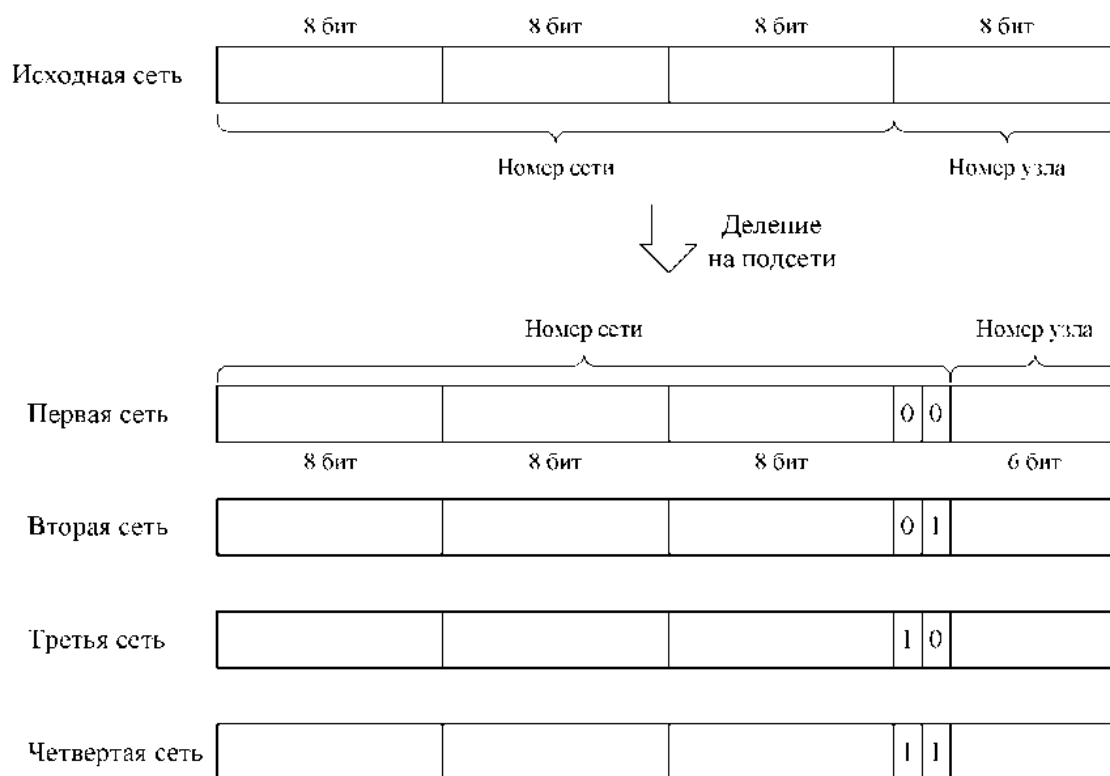 8 бит 8 бит 8 бит 8 бит
Исходная сеть
Номер сети Номер узла
Деление
на подсети
Номер сети Номер узла
Первая сеть 0 0
8 бит 8 бит 8 бит 6 бит
Вторая сеть 0 1
Третья сеть 1 0
Четвертая сеть 1 1